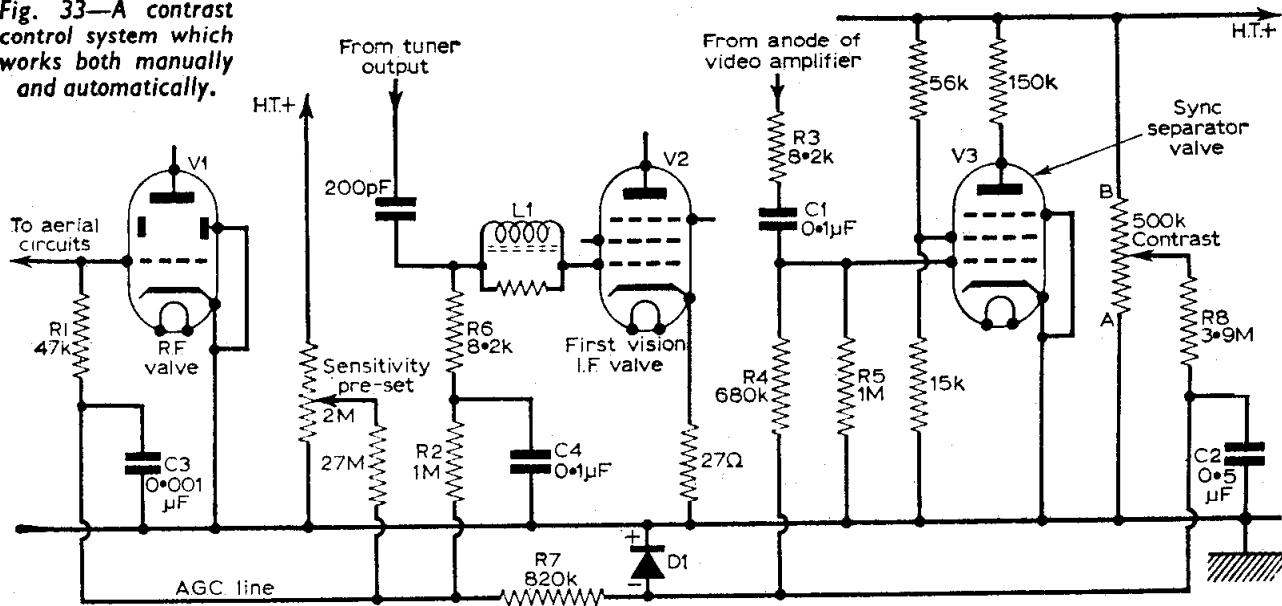 Fig. 33—A contrast
control system which
works both manually
and automatically.
From tuner
output
From anode of
video amplifier
H.T.+
H.T.+
56k
150k
Sync
separator
valve
R3
8·2k
V1
V2
V3
200pF
L1
C1
0·1µF
B
500k
Contrast
A
To aerial
circuits
R1
47k
R.F
valve
Sensitivity
pre-set
2M
R6
8·2k
First vision
I.F. valve
R8
3·9M
R4
680k
R5
1M
15k
C3
0·001
µF
27M
R2
1M
C4
0·1µF
27Ω
C2
0·5
µF
+
D1
-
R7
820k
A.G.C. line